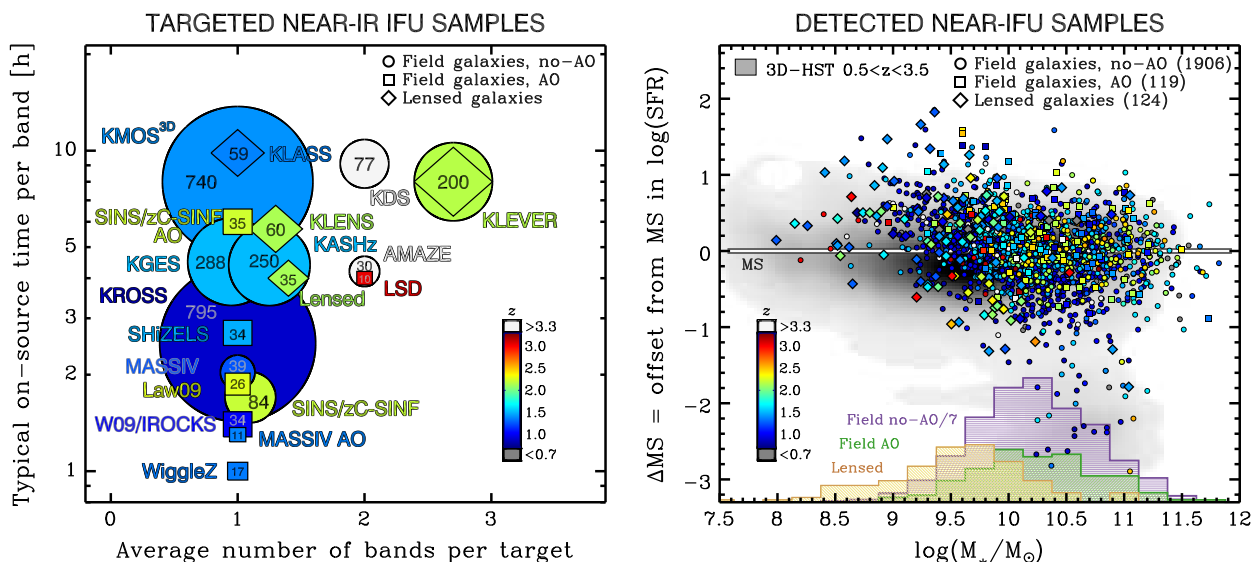 TARGETED NEAR-IR IFU SAMPLES
Typical on-source time per band [h]
Field galaxies, no-AO
Field galaxies, AO
Lensed galaxies
10
5
3
2
1
KMOS3D
740
59
KLASS
77
KDS
200
KLEVER
SINS/zC-SINF
AO
35
60
KLENS
KASHz
KGES
288
250
35
Lensed
AMAZE
30
10
LSD
KROSS
795
SHiZELS
34
MASSIV
39
Law09
26
84
SINS/zC-SINF
W09/IROCKS
34
11
MASSIV AO
WiggleZ
17
z
>3.3
3.0
2.5
2.0
1.5
1.0
<0.7
0
1
2
3
Average number of bands per target
DETECTED NEAR-IFU SAMPLES
ΔMS = offset from MS in log(SFR)
3D-HST 0.5<z<3.5
Field galaxies, no-AO (1906)
Field galaxies, AO (119)
Lensed galaxies (124)
2
1
0
−1
−2
−3
MS
z
>3.3
3.0
2.5
2.0
1.5
1.0
<0.7
Field no-AO/7
Field AO
Lensed
7.5
8
8.5
9
9.5
10
10.5
11
11.5
12
log(M*/M⊙)